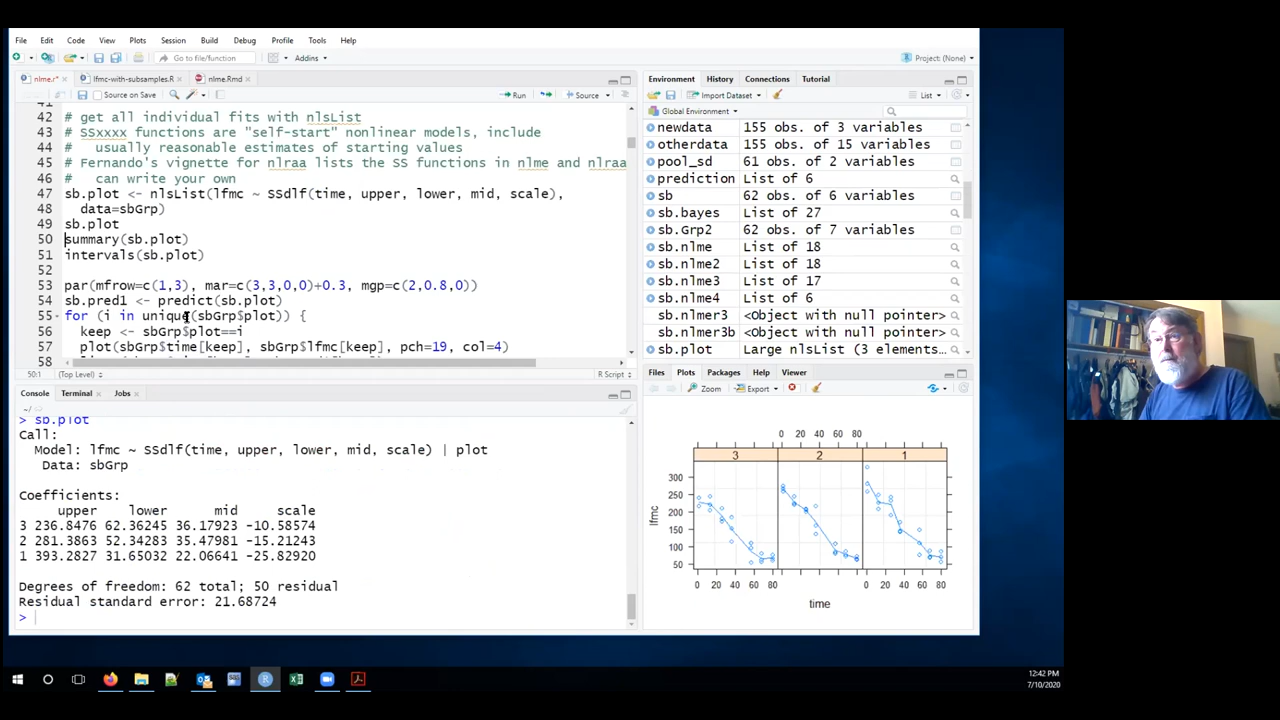 File Edit Code View Plots Session Build Debug Profile Tools Help
Go to file/function Addins Project: (None)
nlme.r* lfmc-with-subsamples.R nlme.Rmd
Source on Save Run Source
42 # get all individual fits with nlsList
43 # SSxxxx functions are "self-start" nonlinear models, include
44 # usually reasonable estimates of starting values
45 # Fernando's vignette for nlraa lists the SS functions in nlme and nlraa
46 # can write your own
47 sb.plot <- nlsList(lfmc ~ SSdlf(time, upper, lower, mid, scale),
48 data=sbGrp)
49 sb.plot
50 summary(sb.plot)
51 intervals(sb.plot)
52
53 par(mfrow=c(1,3), mar=c(3,3,0,0)+0.3, mgp=c(2,0.8,0))
54 sb.pred1 <- predict(sb.plot)
55 for (i in unique(sbGrp$plot)) {
56 keep <- sbGrp$plot==i
57 plot(sbGrp$time[keep], sbGrp$lfmc[keep], pch=19, col=4)
58
50:1 (Top Level) R Script
Console Terminal Jobs
~/
> sb.plot
Call:
Model: lfmc ~ SSdlf(time, upper, lower, mid, scale) | plot
Data: sbGrp
Coefficients:
upper lower mid scale
3 236.8476 62.36245 36.17923 -10.58574
2 281.3863 52.34283 35.47981 -15.21243
1 393.2827 31.65032 22.06641 -25.82920
Degrees of freedom: 62 total; 50 residual
Residual standard error: 21.68724
>
Environment History Connections Tutorial
Import Dataset List
Global Environment
newdata 155 obs. of 3 variables
otherdata 155 obs. of 15 variables
pool_sd 61 obs. of 2 variables
prediction List of 6
sb 62 obs. of 6 variables
sb.bayes List of 27
sb.Grp2 62 obs. of 7 variables
sb.nlme List of 18
sb.nlme2 List of 18
sb.nlme3 List of 17
sb.nlme4 List of 6
sb.nlmer3 <Object with null pointer>
sb.nlmer3b <Object with null pointer>
sb.plot Large nlsList (3 elements…
Files Plots Packages Help Viewer
Zoom Export
0 20 40 60 80
3 2 1
300
250
200
150
100
50
lfmc
0 20 40 60 80 0 20 40 60 80
time
12:42 PM
7/10/2020